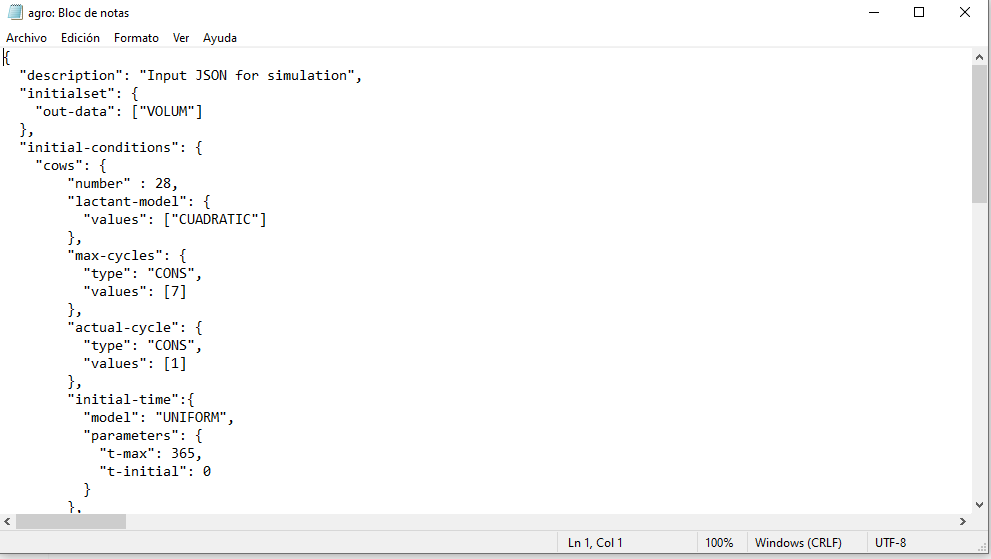 agro: Bloc de notas
Archivo Edición Formato Ver Ayuda
{
  "description": "Input JSON for simulation",
  "initialset": {
    "out-data": ["VOLUM"]
  },
  "initial-conditions": {
    "cows": {
        "number" : 28,
        "lactant-model": {
          "values": ["CUADRATIC"]
        },
        "max-cycles": {
          "type": "CONS",
          "values": [7]
        },
        "actual-cycle": {
          "type": "CONS",
          "values": [1]
        },
        "initial-time":{
          "model": "UNIFORM",
          "parameters": {
            "t-max": 365,
            "t-initial": 0
          }
        },
Ln 1, Col 1 100% Windows (CRLF) UTF-8